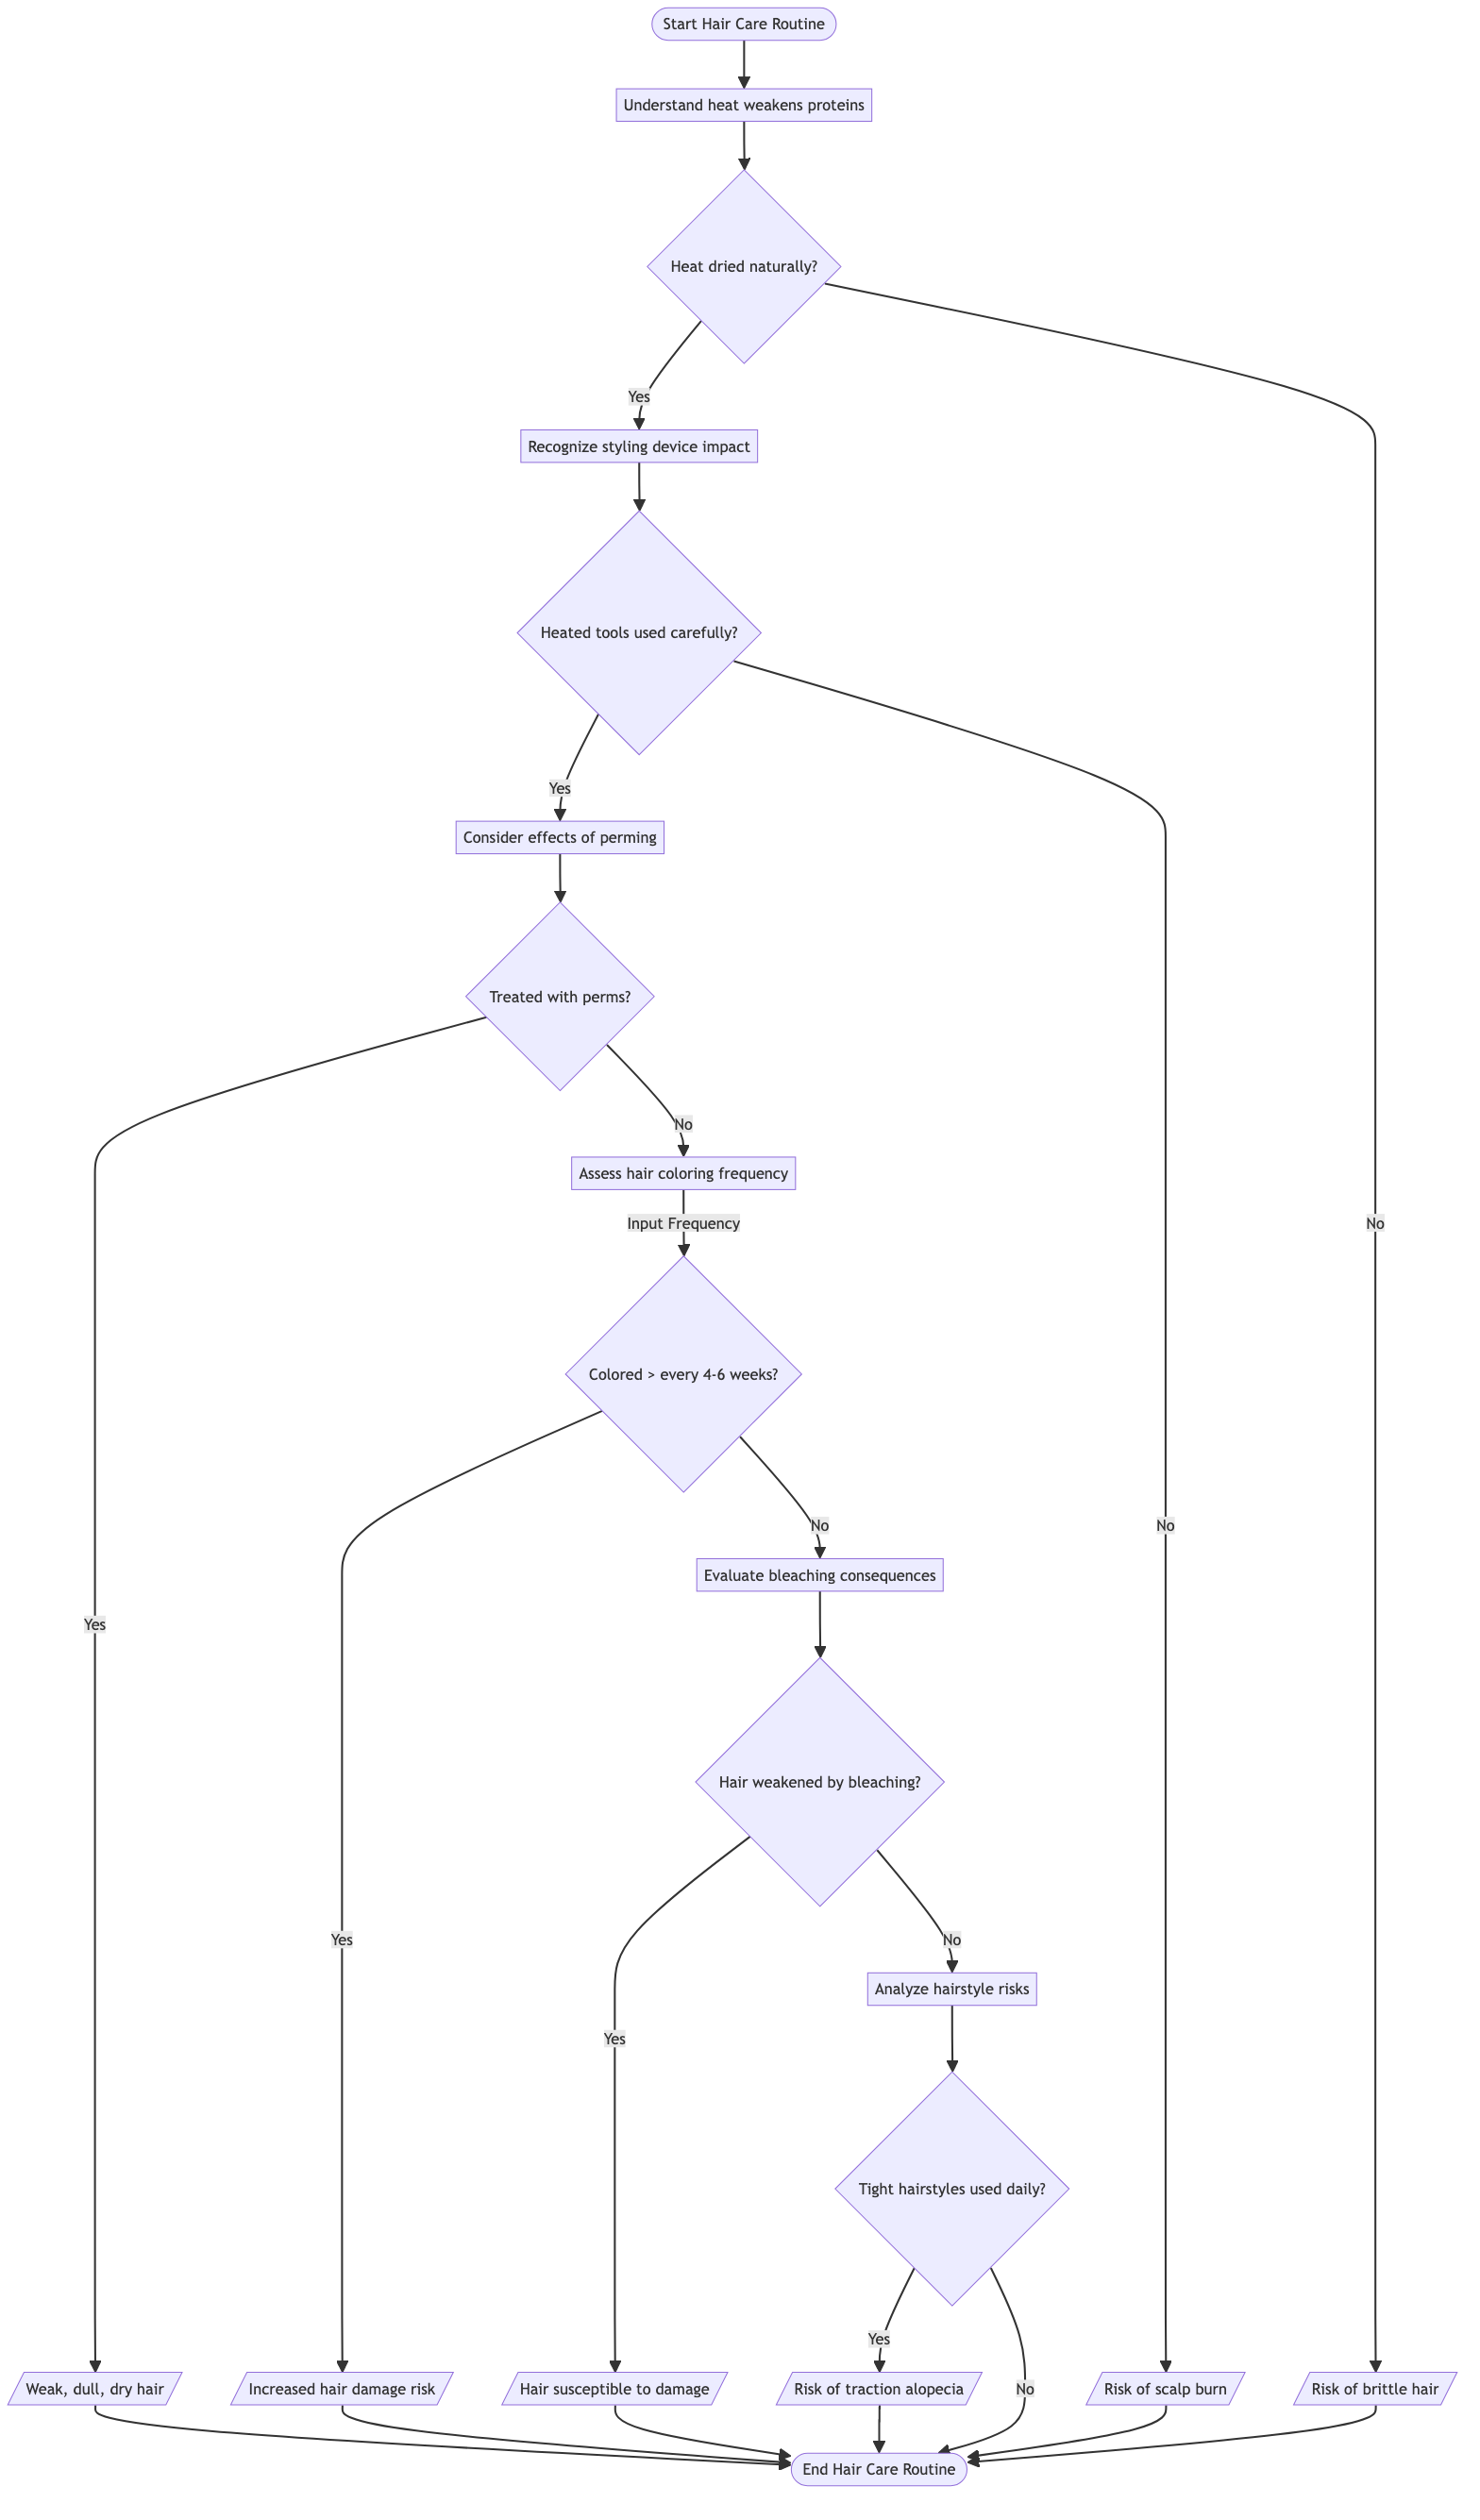 Start Hair Care Routine
Understand heat weakens proteins
Heat dried naturally?
Yes
Recognize styling device impact
Heated tools used carefully?
Yes
Consider effects of perming
Treated with perms?
No
Assess hair coloring frequency
Input Frequency
No
Colored > every 4-6 weeks?
No
No
Evaluate bleaching consequences
Yes
Hair weakened by bleaching?
Yes
No
Analyze hairstyle risks
Yes
Tight hairstyles used daily?
Yes
Weak, dull, dry hair
Increased hair damage risk
Hair susceptible to damage
Risk of traction alopecia
No
Risk of scalp burn
Risk of brittle hair
End Hair Care Routine